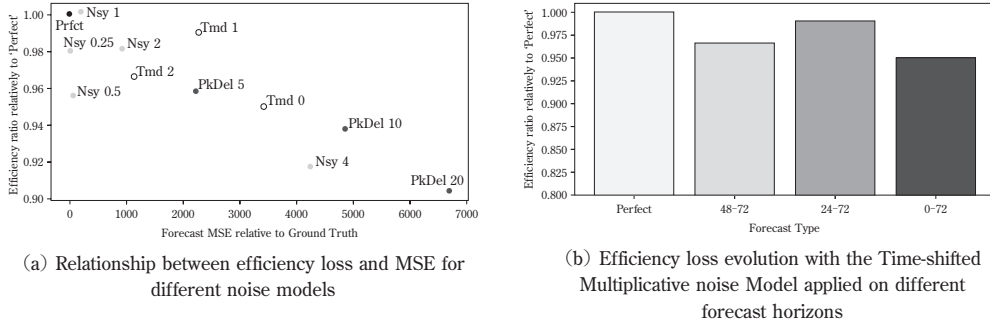 Efficiency ratio relatively to 'Perfect'
1.00
0.98
0.96
0.94
0.92
0.90
Nsy 1
Prfct
Tmd 1
Nsy 0.25
Nsy 2
Tmd 2
PkDel 5
Nsy 0.5
Tmd 0
PkDel 10
Nsy 4
PkDel 20
0 1000 2000 3000 4000 5000 6000 7000
Forecast MSE relative to Ground Truth
(a) Relationship between efficiency loss and MSE for
different noise models
Efficiency ratio relatively to 'Perfect'
1.000
0.975
0.950
0.925
0.900
0.875
0.850
0.825
0.800
Perfect 48–72 24–72 0–72
Forecast Type
(b) Efficiency loss evolution with the Time-shifted
Multiplicative noise Model applied on different
forecast horizons